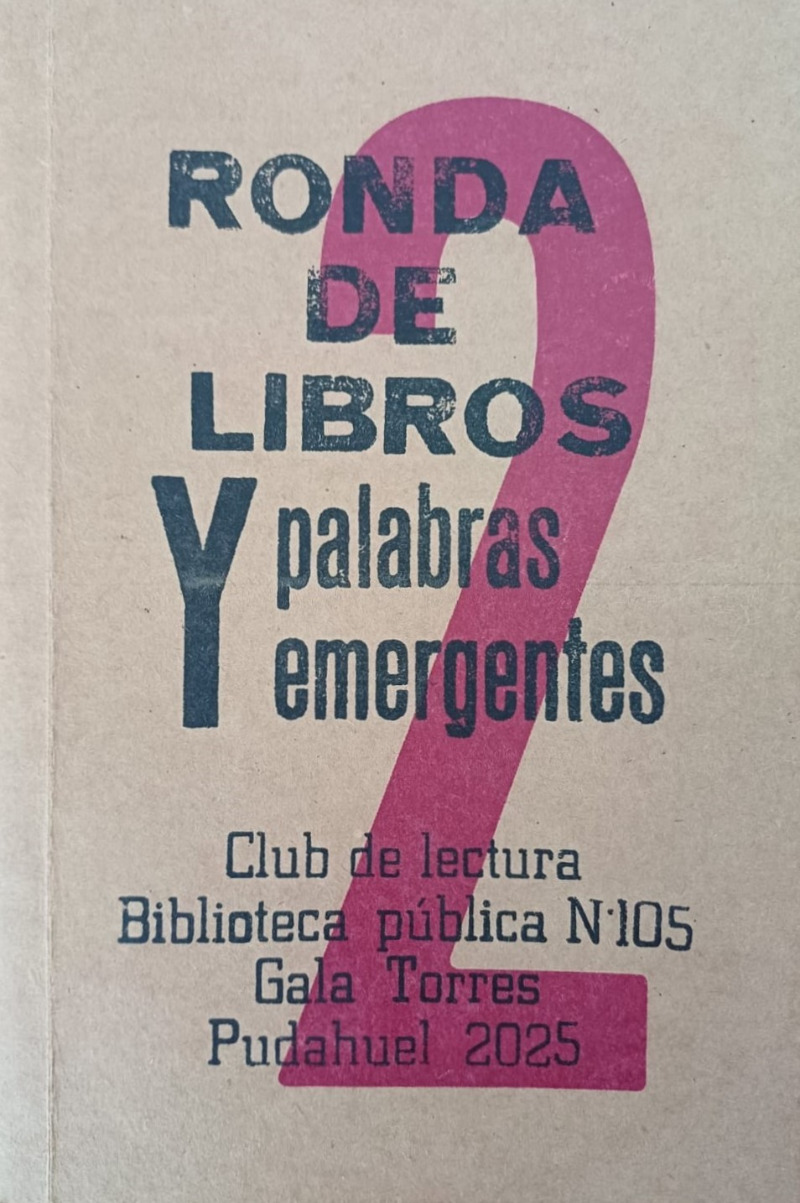 2
RONDA
DE
LIBROS
Y palabras
emergentes
Club de lectura
Biblioteca pública N·105
Gala Torres
Pudahuel 2025